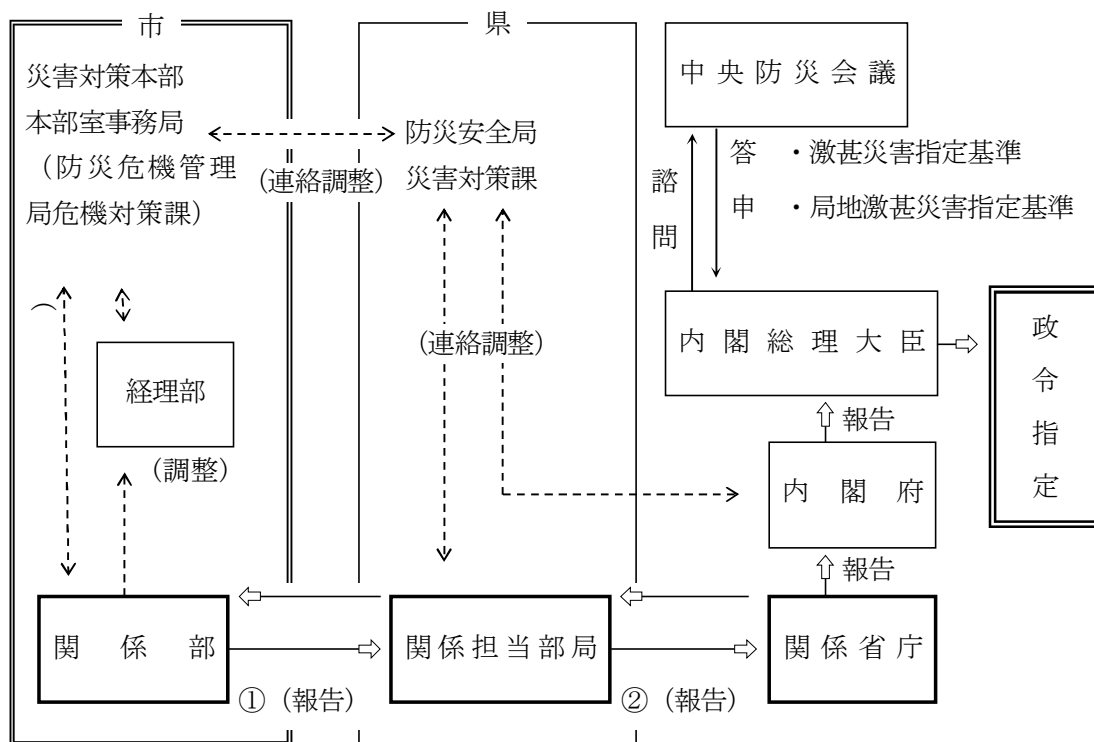 市
災害対策本部
本部室事務局
（防災危機管理
局危機対策課）
（
経理部
（調整）
関係部
（連絡調整）
①（報告）
県
防災安全局
災害対策課
（連絡調整）
関係担当部局
②（報告）
中央防災会議
諮問
答申
・激甚災害指定基準
・局地激甚災害指定基準
内閣総理大臣
報告
内閣府
報告
関係省庁
政令指定